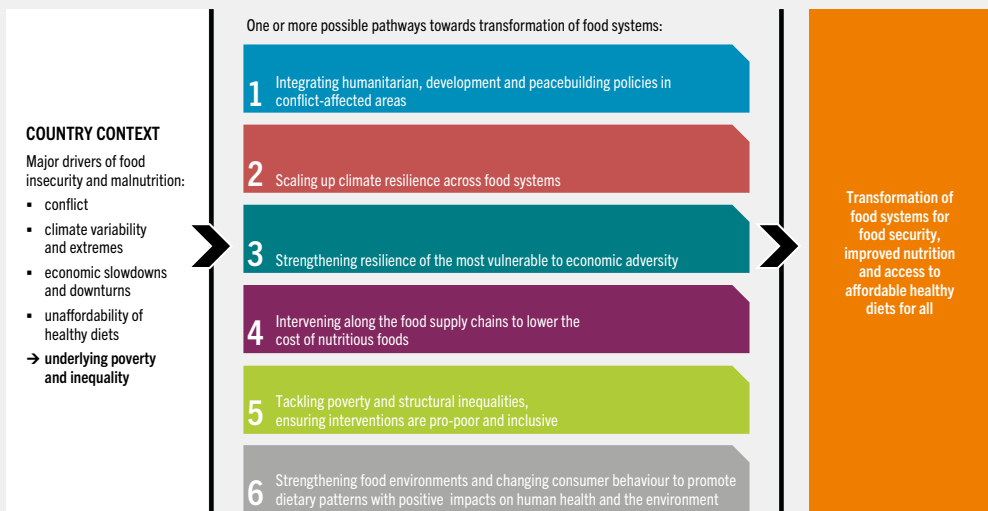 One or more possible pathways towards transformation of food systems:
COUNTRY CONTEXT
Major drivers of food
insecurity and malnutrition:
▪ conflict
▪ climate variability
and extremes
▪ economic slowdowns
and downturns
▪ unaffordability of
healthy diets
→ underlying poverty
and inequality
1 Integrating humanitarian, development and peacebuilding policies in
conflict-affected areas
2 Scaling up climate resilience across food systems
3 Strengthening resilience of the most vulnerable to economic adversity
4 Intervening along the food supply chains to lower the
cost of nutritious foods
5 Tackling poverty and structural inequalities,
ensuring interventions are pro-poor and inclusive
6 Strengthening food environments and changing consumer behaviour to promote
dietary patterns with positive impacts on human health and the environment
Transformation of
food systems for
food security,
improved nutrition
and access to
affordable healthy
diets for all